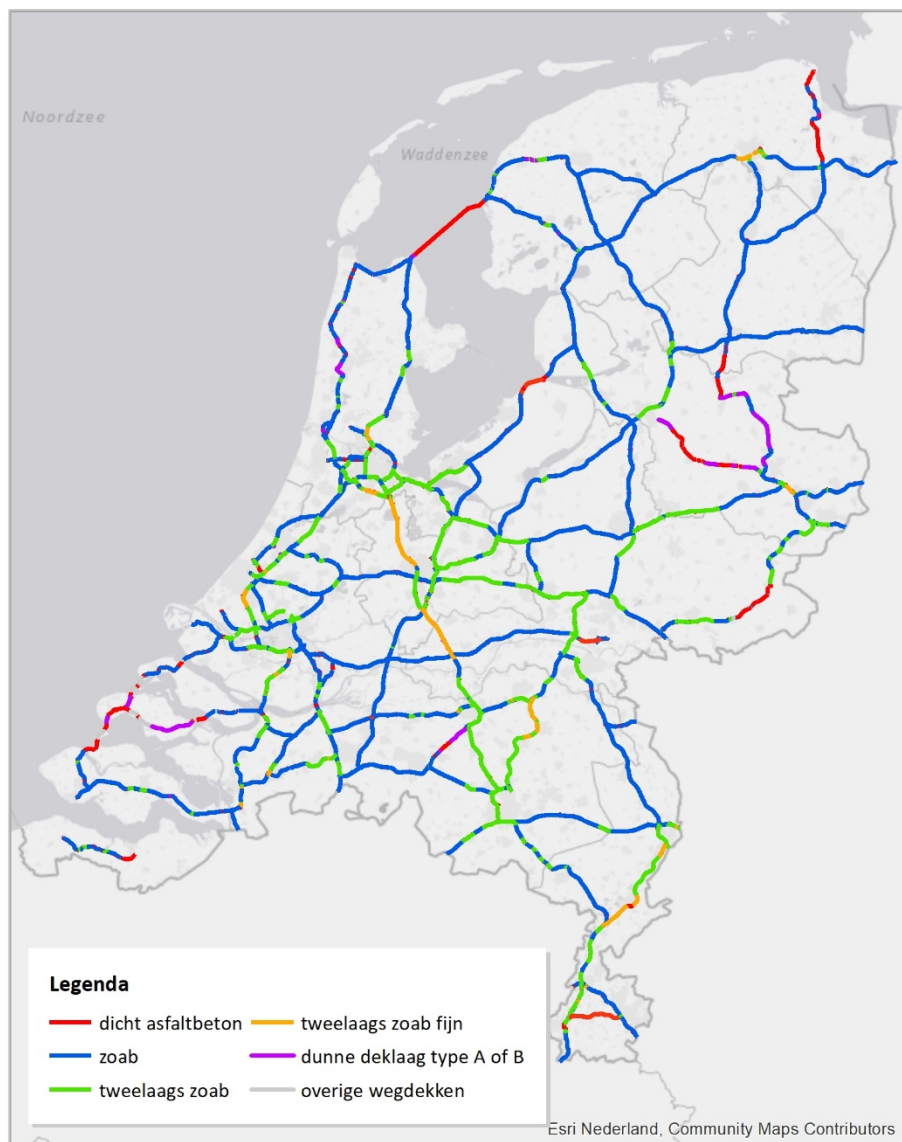 Noordzee
Waddenzee
Legenda
dicht asfaltbeton
tweelaags zoab fijn
zoab
dunne deklaag type A of B
tweelaags zoab
overige wegdekken
Esri Nederland, Community Maps Contributors